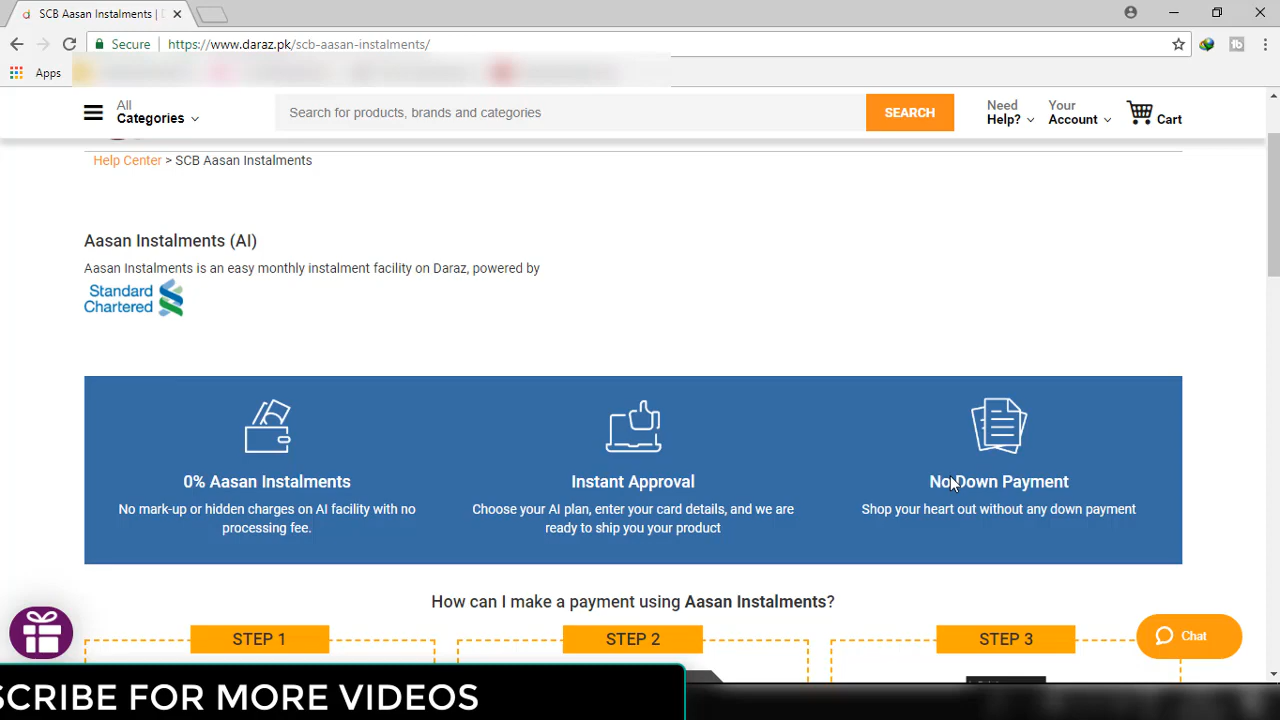 SCB Aasan Instalments |
Secure https://www.daraz.pk/scb-aasan-instalments/
Apps
All Categories
Search for products, brands and categories
SEARCH
Need Help?
Your Account
Cart
Help Center > SCB Aasan Instalments
Aasan Instalments (AI)
Aasan Instalments is an easy monthly instalment facility on Daraz, powered by
Standard
Chartered
0% Aasan Instalments
No mark-up or hidden charges on AI facility with no
processing fee.
Instant Approval
Choose your AI plan, enter your card details, and we are
ready to ship you your product
No Down Payment
Shop your heart out without any down payment
How can I make a payment using Aasan Instalments?
STEP 1
STEP 2
STEP 3
Chat
SCRIBE FOR MORE VIDEOS